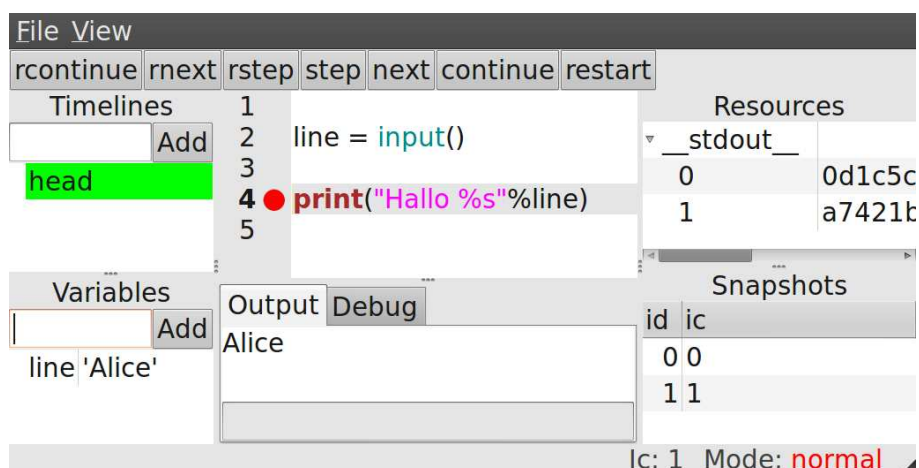 File View
rcontinue rnext rstep step next continue restart
Timelines
Add
head
1
2 line = input()
3
4 print("Hallo %s"%line)
5
Resources
__stdout__
0 0d1c5c
1 a7421b
Variables
Add
line 'Alice'
Output Debug
Alice
Snapshots
id ic
0 0
1 1
Ic: 1 Mode: normal